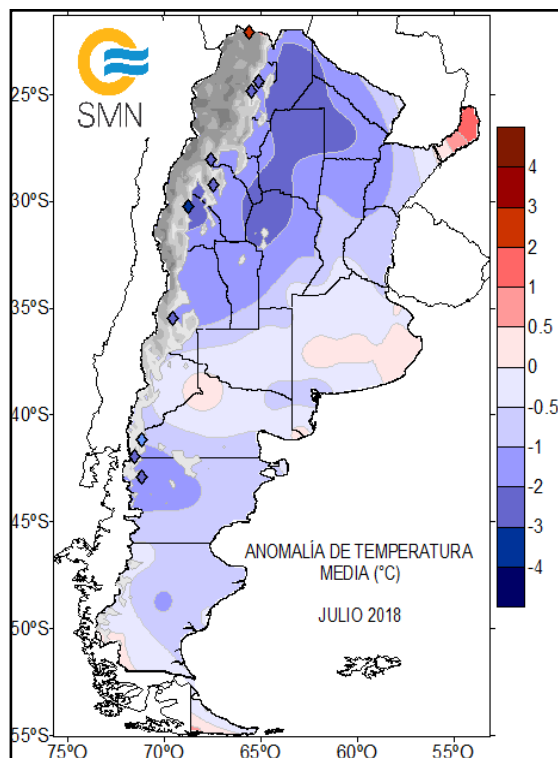 SMN
25°S
30°S
35°S
40°S
45°S
50°S
55°S
75°O
70°O
65°O
60°O
55°O
4
3
2
1
0.5
0
-0.5
-1
-2
-3
-4
ANOMALÍA DE TEMPERATURA
MEDIA (°C)
JULIO 2018